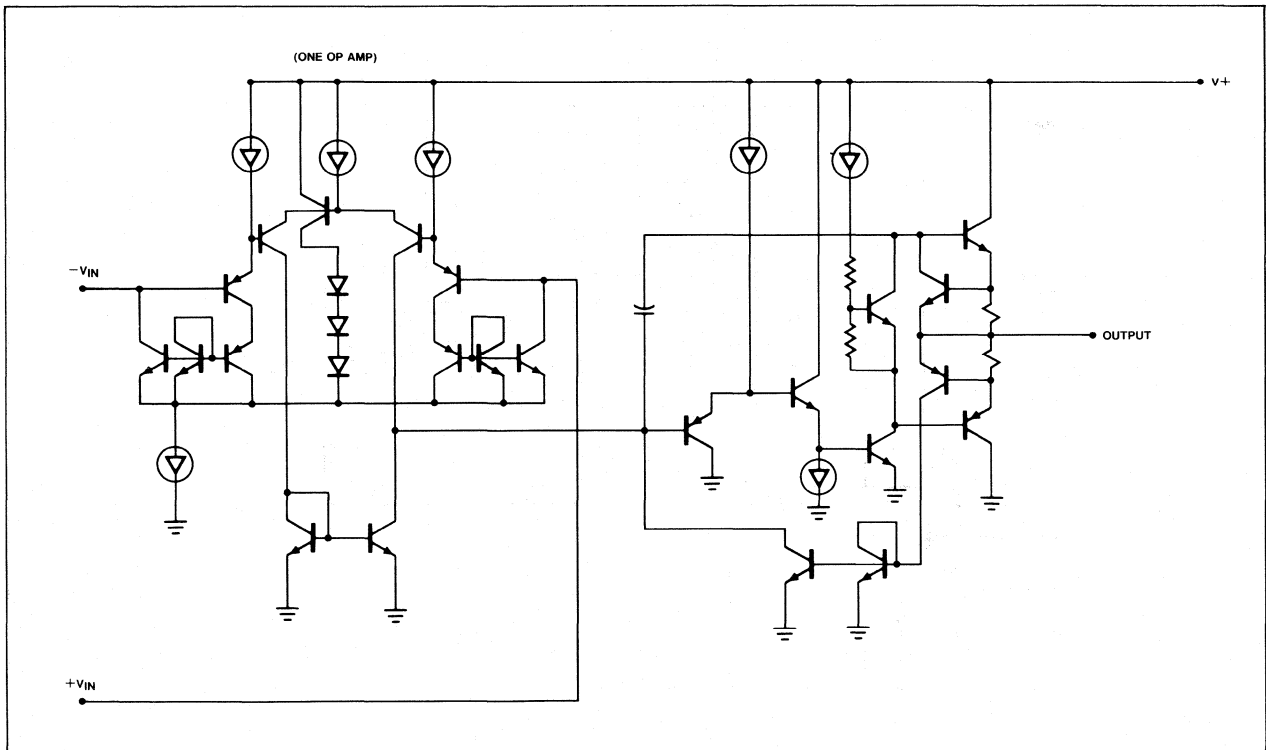 (ONE OP AMP)
V+
−VIN
OUTPUT
+VIN